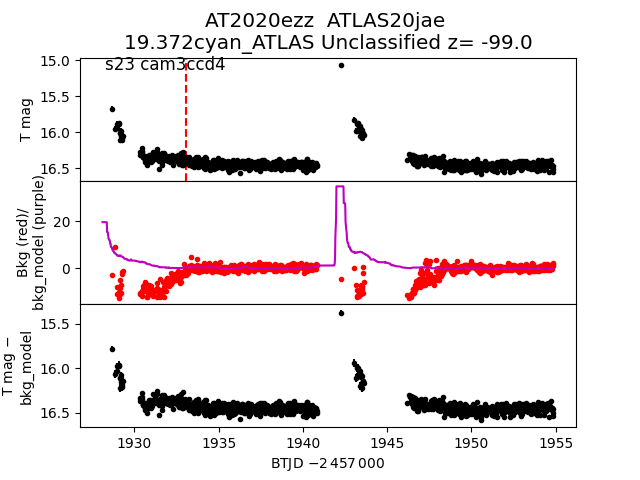 AT2020ezz  ATLAS20jae
19.372cyan_ATLAS Unclassified z= -99.0
s23 cam3ccd4
T mag
15.0
15.5
16.0
16.5
Bkg (red)/
bkg_model (purple)
20
0
T mag −
bkg_model
15.5
16.0
16.5
1930
1935
1940
1945
1950
1955
BTJD −2 457 000